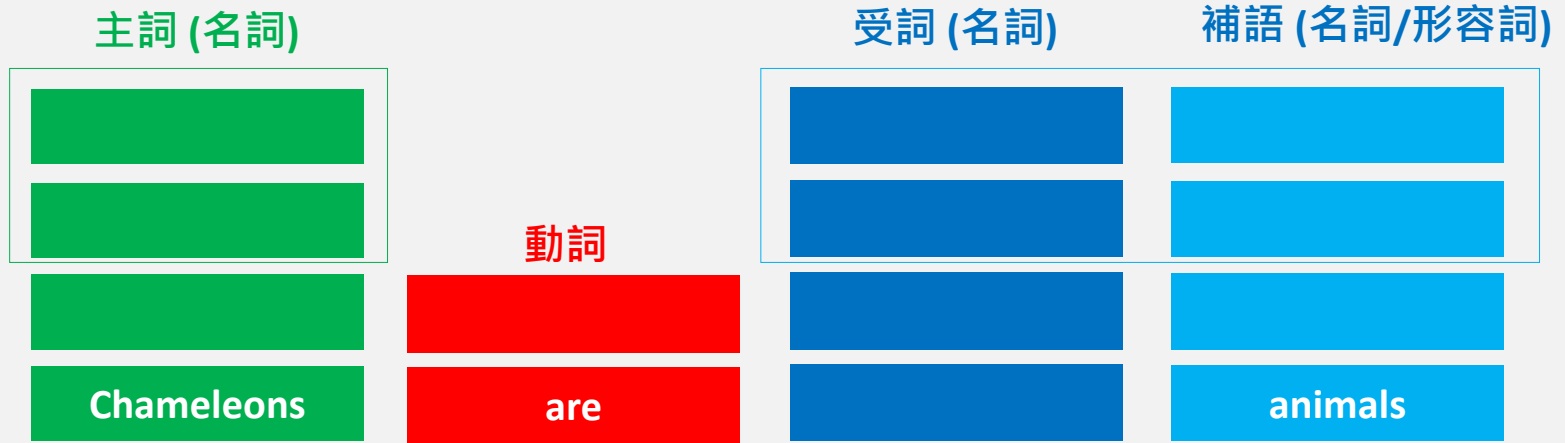 主詞 (名詞)
受詞 (名詞)
補語 (名詞/形容詞)
動詞
Chameleons
are
animals